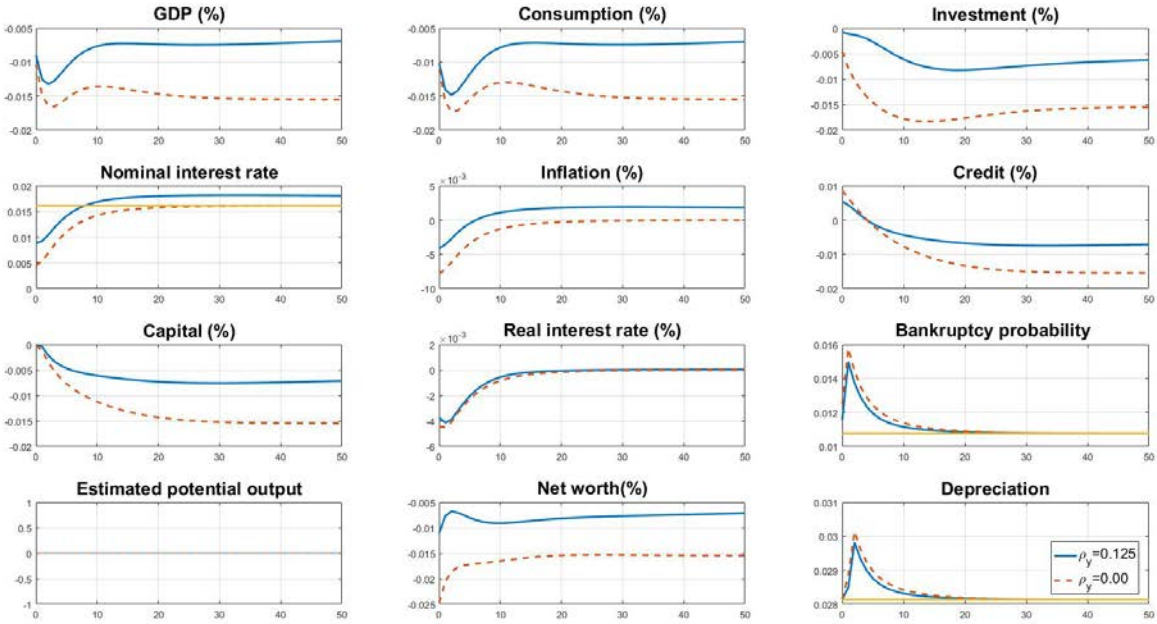 GDP (%)
-0.005
-0.01
-0.015
-0.02
0 10 20 30 40 50
Consumption (%)
-0.005
-0.01
-0.015
-0.02
0 10 20 30 40 50
Investment (%)
0
-0.005
-0.01
-0.015
-0.02
0 10 20 30 40 50
Nominal interest rate
0.02
0.015
0.01
0.005
0
0 10 20 30 40 50
Inflation (%)
×10⁻³
5
0
-5
-10
0 10 20 30 40 50
Credit (%)
0.01
0
-0.01
-0.02
0 10 20 30 40 50
Capital (%)
0
-0.005
-0.01
-0.015
-0.02
0 10 20 30 40 50
Real interest rate (%)
×10⁻³
2
0
-2
-4
-6
0 10 20 30 40 50
Bankruptcy probability
0.016
0.014
0.012
0.01
0 10 20 30 40 50
Estimated potential output
1
0.5
0
-0.5
-1
0 10 20 30 40 50
Net worth(%)
-0.005
-0.01
-0.015
-0.02
-0.025
0 10 20 30 40 50
Depreciation
0.031
0.03
0.029
0.028
0 10 20 30 40 50
ρy=0.125
ρy=0.00